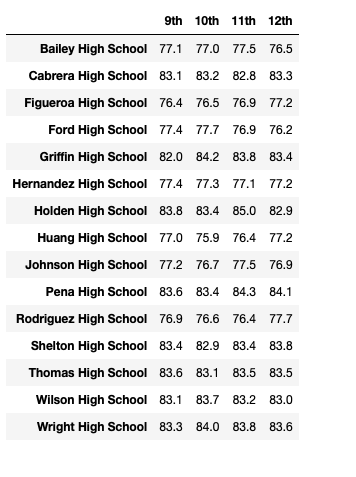 9th 10th 11th 12th
Bailey High School 77.1 77.0 77.5 76.5
Cabrera High School 83.1 83.2 82.8 83.3
Figueroa High School 76.4 76.5 76.9 77.2
Ford High School 77.4 77.7 76.9 76.2
Griffin High School 82.0 84.2 83.8 83.4
Hernandez High School 77.4 77.3 77.1 77.2
Holden High School 83.8 83.4 85.0 82.9
Huang High School 77.0 75.9 76.4 77.2
Johnson High School 77.2 76.7 77.5 76.9
Pena High School 83.6 83.4 84.3 84.1
Rodriguez High School 76.9 76.6 76.4 77.7
Shelton High School 83.4 82.9 83.4 83.8
Thomas High School 83.6 83.1 83.5 83.5
Wilson High School 83.1 83.7 83.2 83.0
Wright High School 83.3 84.0 83.8 83.6